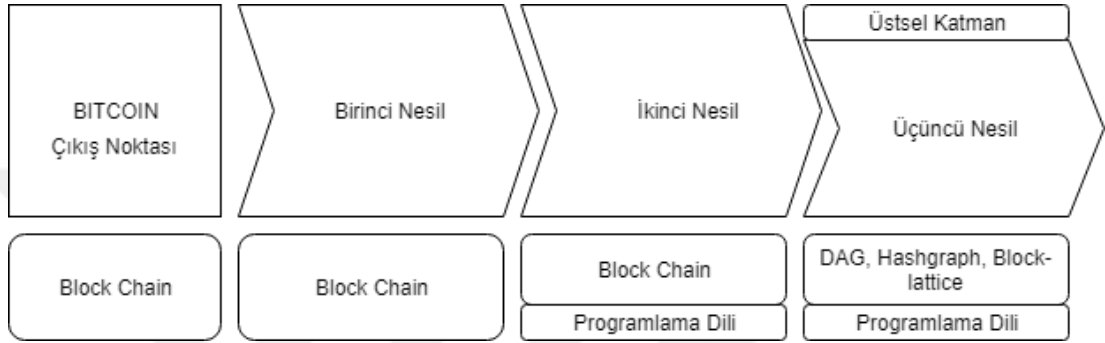 Üstsel Katman
BITCOIN
Çıkış Noktası
Birinci Nesil
İkinci Nesil
Üçüncü Nesil
Block Chain
Block Chain
Block Chain
Programlama Dili
DAG, Hashgraph, Block-
lattice
Programlama Dili